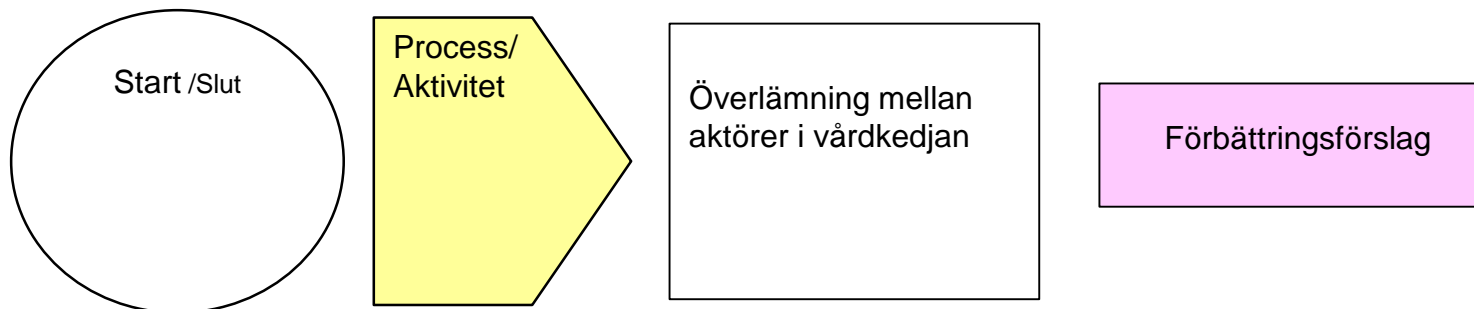 Start /Slut
Process/
Aktivitet
Överlämning mellan
aktörer i vårdkedjan
Förbättringsförslag